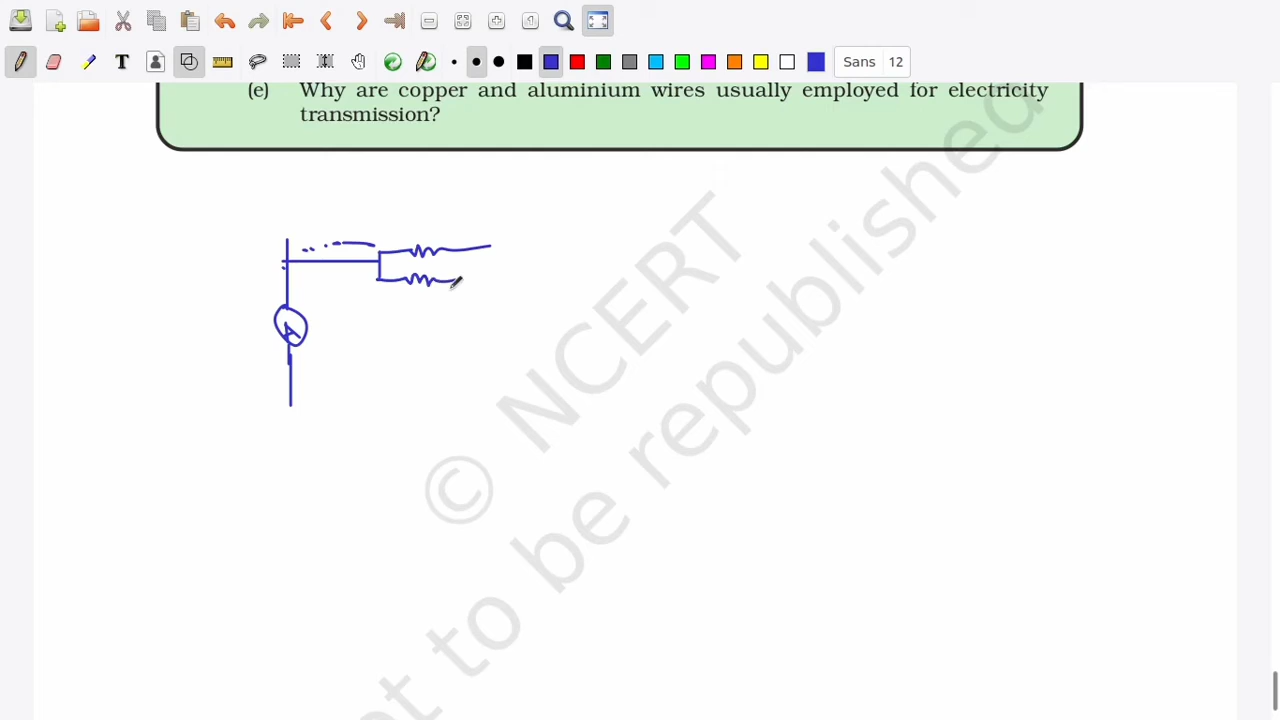 Sans 12
(e) Why are copper and aluminium wires usually employed for electricity
transmission?
A
© NCERT
not to be republished